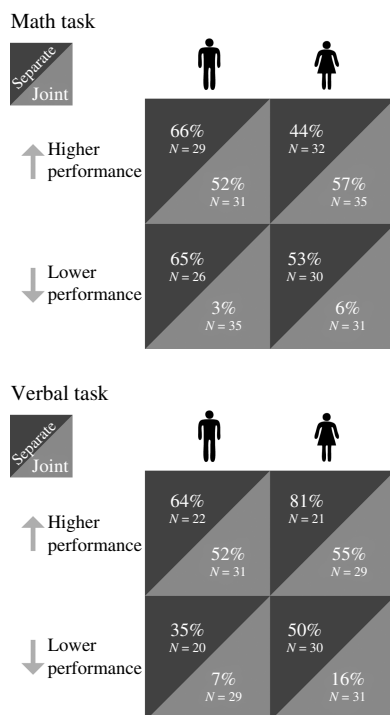 Math task
Separate
Joint
Higher
performance
66%
N = 29
52%
N = 31
44%
N = 32
57%
N = 35
Lower
performance
65%
N = 26
3%
N = 35
53%
N = 30
6%
N = 31
Verbal task
Separate
Joint
Higher
performance
64%
N = 22
52%
N = 31
81%
N = 21
55%
N = 29
Lower
performance
35%
N = 20
7%
N = 29
50%
N = 30
16%
N = 31